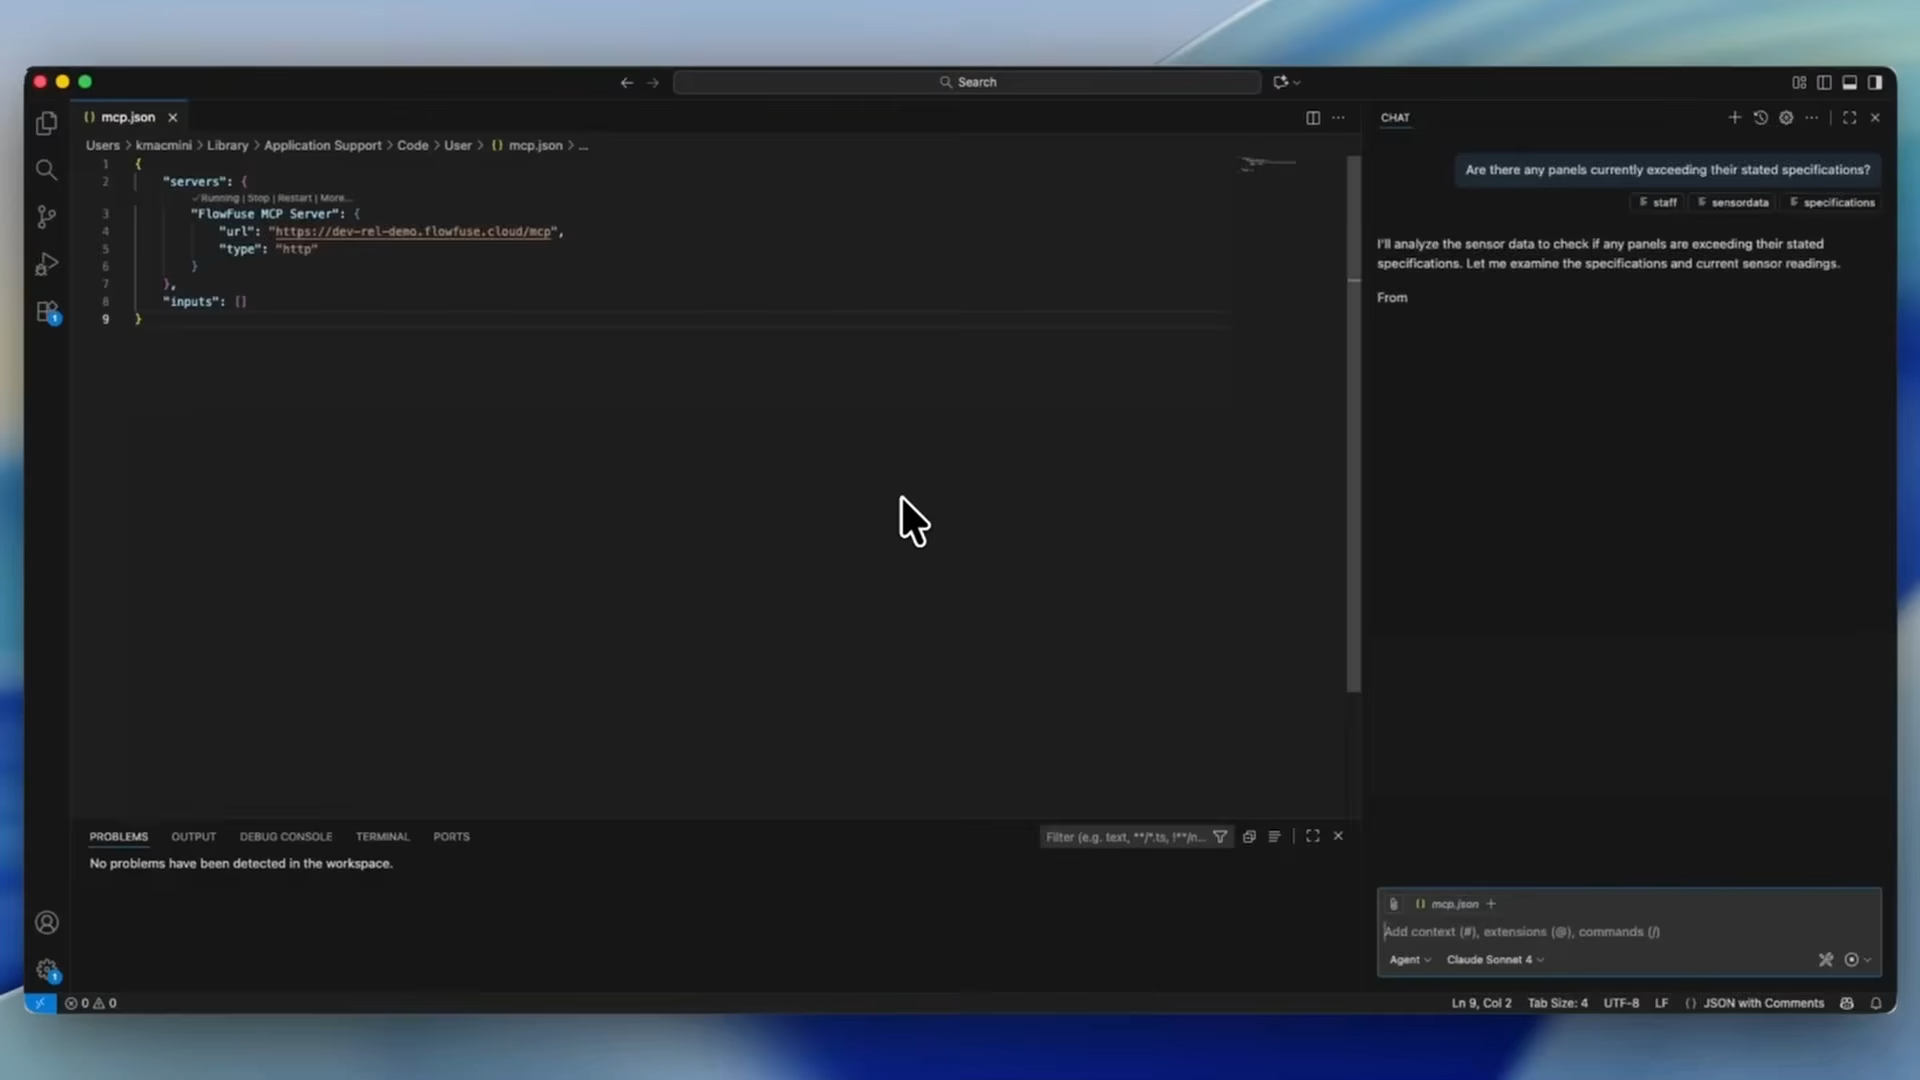 Search
mcp.json
CHAT
Users > kmacmini > Library > Application Support > Code > User > {} mcp.json > ...
1 {
2 "servers": {
✓Running | Stop | Restart | More...
3 "FlowFuse MCP Server": {
4 "url": "https://dev-rel-demo.flowfuse.cloud/mcp",
5 "type": "http"
6 }
7 },
8 "inputs": []
9 }
Are there any panels currently exceeding their stated specifications?
staff sensordata specifications
I'll analyze the sensor data to check if any panels are exceeding their stated
specifications. Let me examine the specifications and current sensor readings.
From
PROBLEMS OUTPUT DEBUG CONSOLE TERMINAL PORTS
Filter (e.g. text, **/*.ts, !**/n...
No problems have been detected in the workspace.
{} mcp.json +
Add context (#), extensions (@), commands (/)
Agent Claude Sonnet 4
1
1
0 0
Ln 9, Col 2 Tab Size: 4 UTF-8 LF {} JSON with Comments